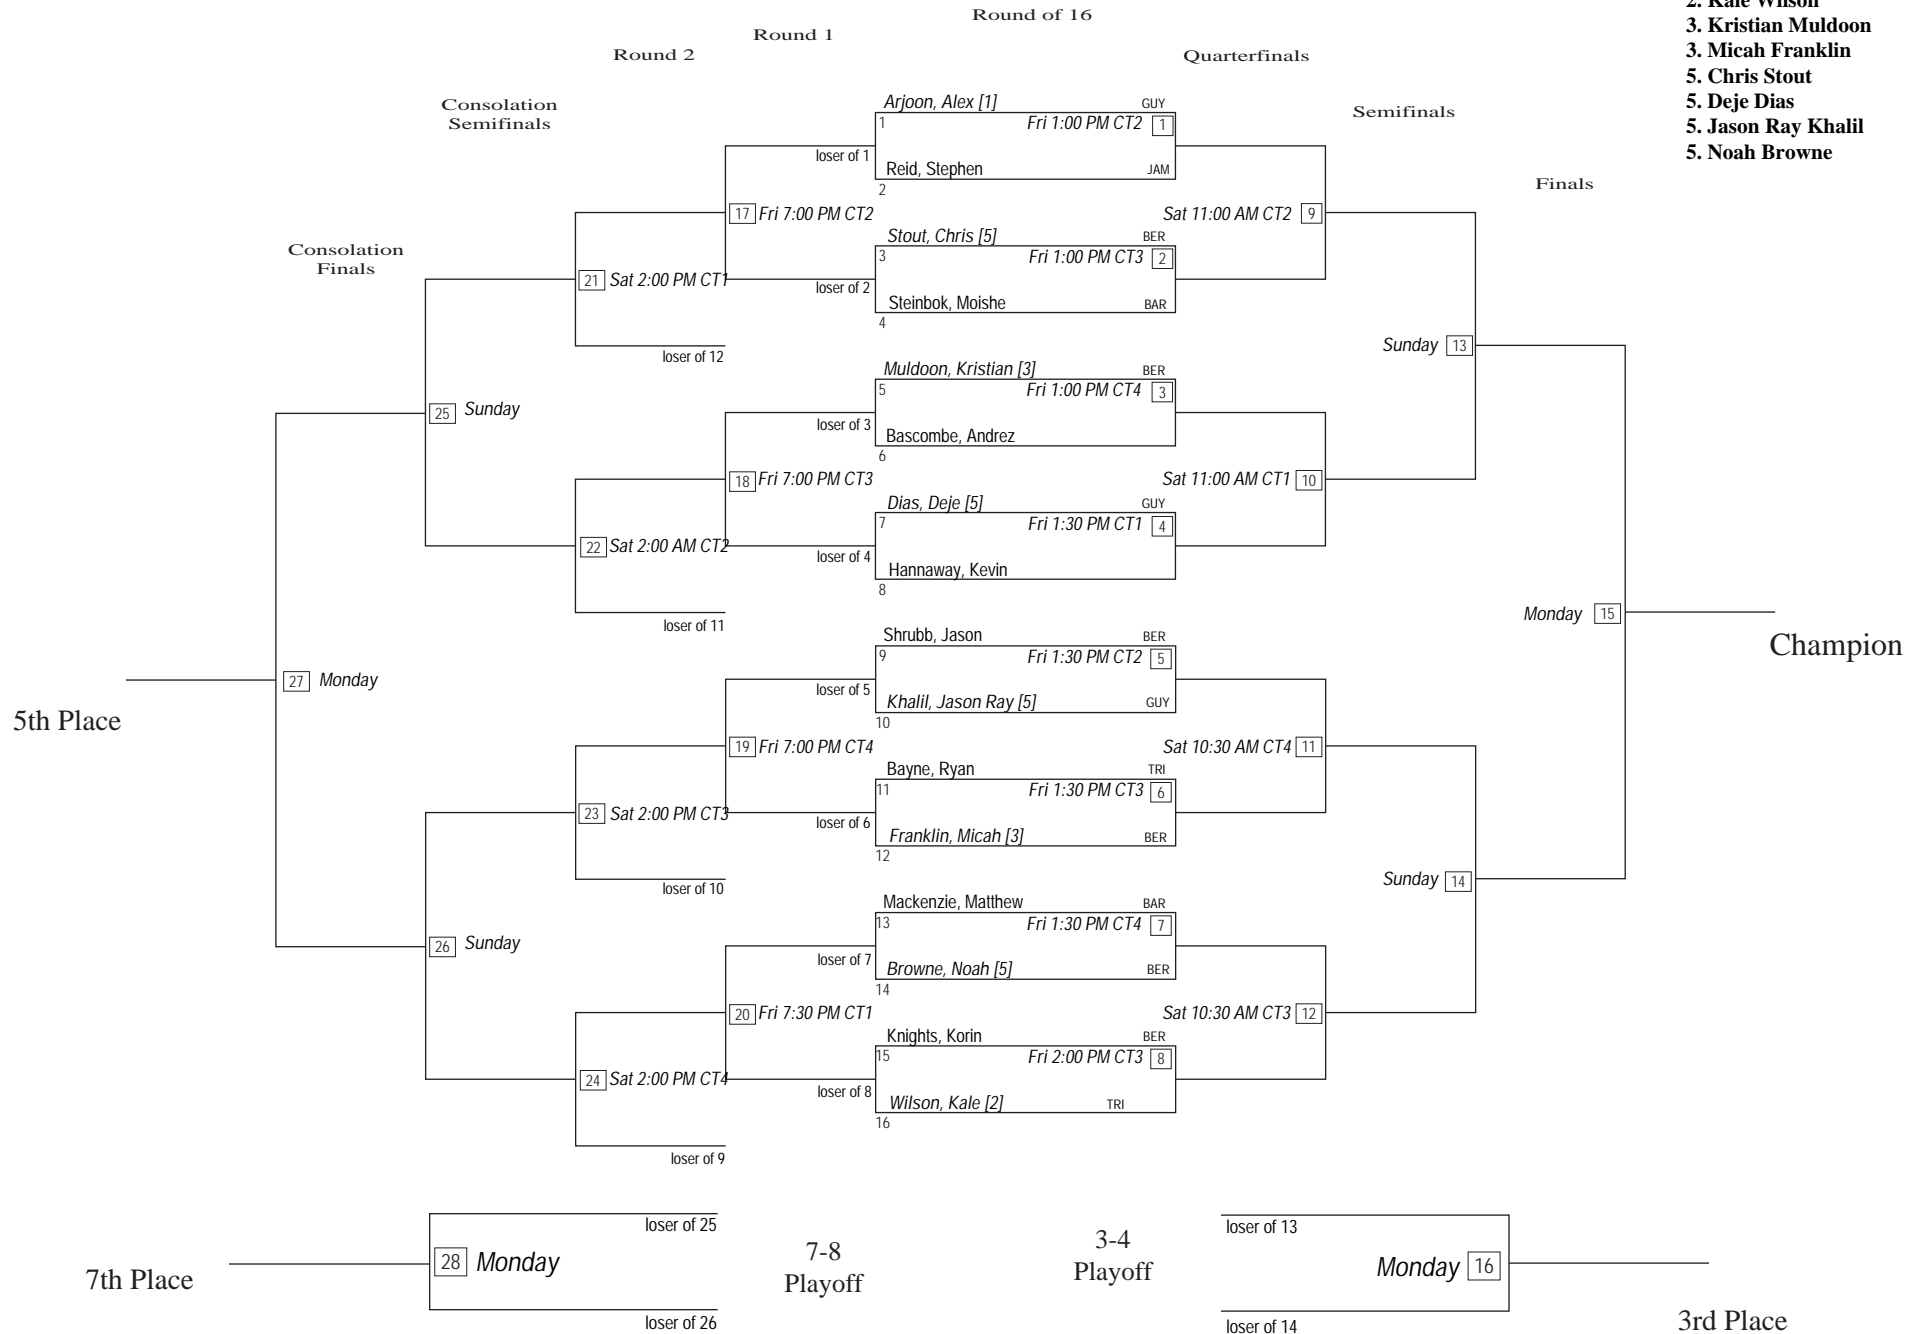 Round of 16
Round 1
Round 2
Quarterfinals
Consolation
Semifinals
Semifinals
Finals
Consolation
Finals
2. Kale Wilson
3. Kristian Muldoon
3. Micah Franklin
5. Chris Stout
5. Deje Dias
5. Jason Ray Khalil
5. Noah Browne
Arjoon, Alex [1] GUY
1 Fri 1:00 PM CT2 1
loser of 1
Reid, Stephen JAM
2
17 Fri 7:00 PM CT2
Sat 11:00 AM CT2 9
Stout, Chris [5] BER
3 Fri 1:00 PM CT3 2
21 Sat 2:00 PM CT1
loser of 2
Steinbok, Moishe BAR
4
loser of 12
Sunday 13
Muldoon, Kristian [3] BER
5 Fri 1:00 PM CT4 3
25 Sunday
loser of 3
Bascombe, Andrez
6
18 Fri 7:00 PM CT3
Sat 11:00 AM CT1 10
Dias, Deje [5] GUY
7 Fri 1:30 PM CT1 4
22 Sat 2:00 AM CT2
loser of 4
Hannaway, Kevin
8
loser of 11
Monday 15
Champion
Shrubb, Jason BER
9 Fri 1:30 PM CT2 5
27 Monday
loser of 5
Khalil, Jason Ray [5] GUY
10
5th Place
19 Fri 7:00 PM CT4
Sat 10:30 AM CT4 11
Bayne, Ryan TRI
11 Fri 1:30 PM CT3 6
23 Sat 2:00 PM CT3
loser of 6
Franklin, Micah [3] BER
12
loser of 10
Sunday 14
Mackenzie, Matthew BAR
13 Fri 1:30 PM CT4 7
26 Sunday
loser of 7
Browne, Noah [5] BER
14
20 Fri 7:30 PM CT1
Sat 10:30 AM CT3 12
Knights, Korin BER
15 Fri 2:00 PM CT3 8
24 Sat 2:00 PM CT4
loser of 8
Wilson, Kale [2] TRI
16
loser of 9
loser of 25
28 Monday
7th Place
loser of 26
7-8
Playoff
3-4
Playoff
loser of 13
Monday 16
loser of 14
3rd Place